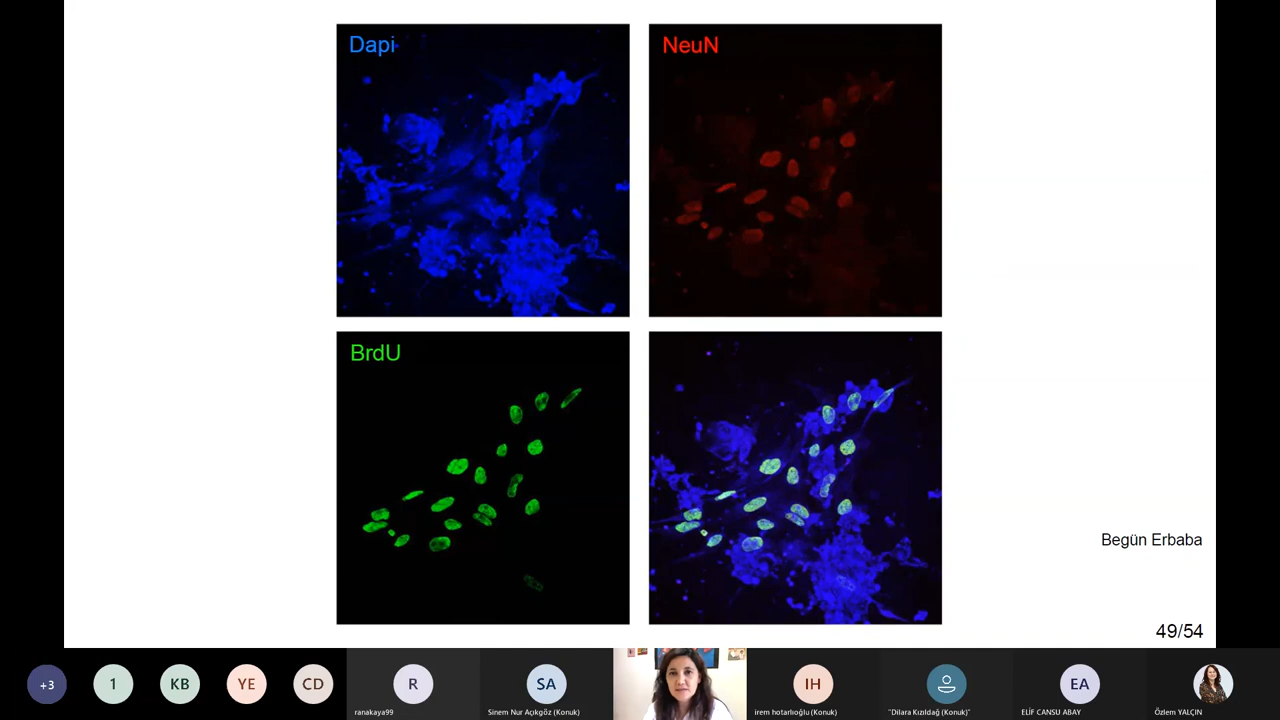 Dapi
NeuN
BrdU
Begün Erbaba
49/54
+3
1
KB
YE
CD
R
SA
IH
EA
ranakaya99
Sinem Nur Açıkgöz (Konuk)
irem hotarlıoğlu (Konuk)
"Dilara Kızıldağ (Konuk)"
ELİF CANSU ABAY
Özlem YALÇIN